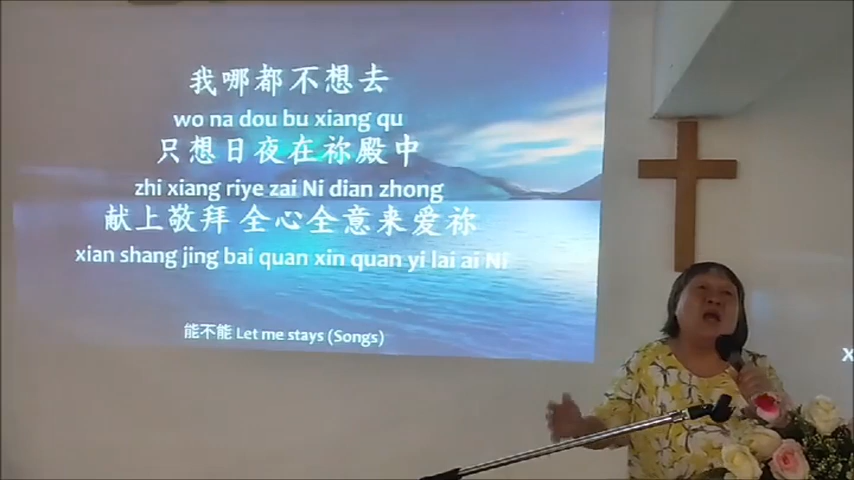 我哪都不想去
wo na dou bu xiang qu
只想日夜在祢殿中
zhi xiang riye zai Ni dian zhong
献上敬拜 全心全意来爱祢
xian shang jing bai quan xin quan yi lai ai Ni
能不能 Let me stays (Songs)
x